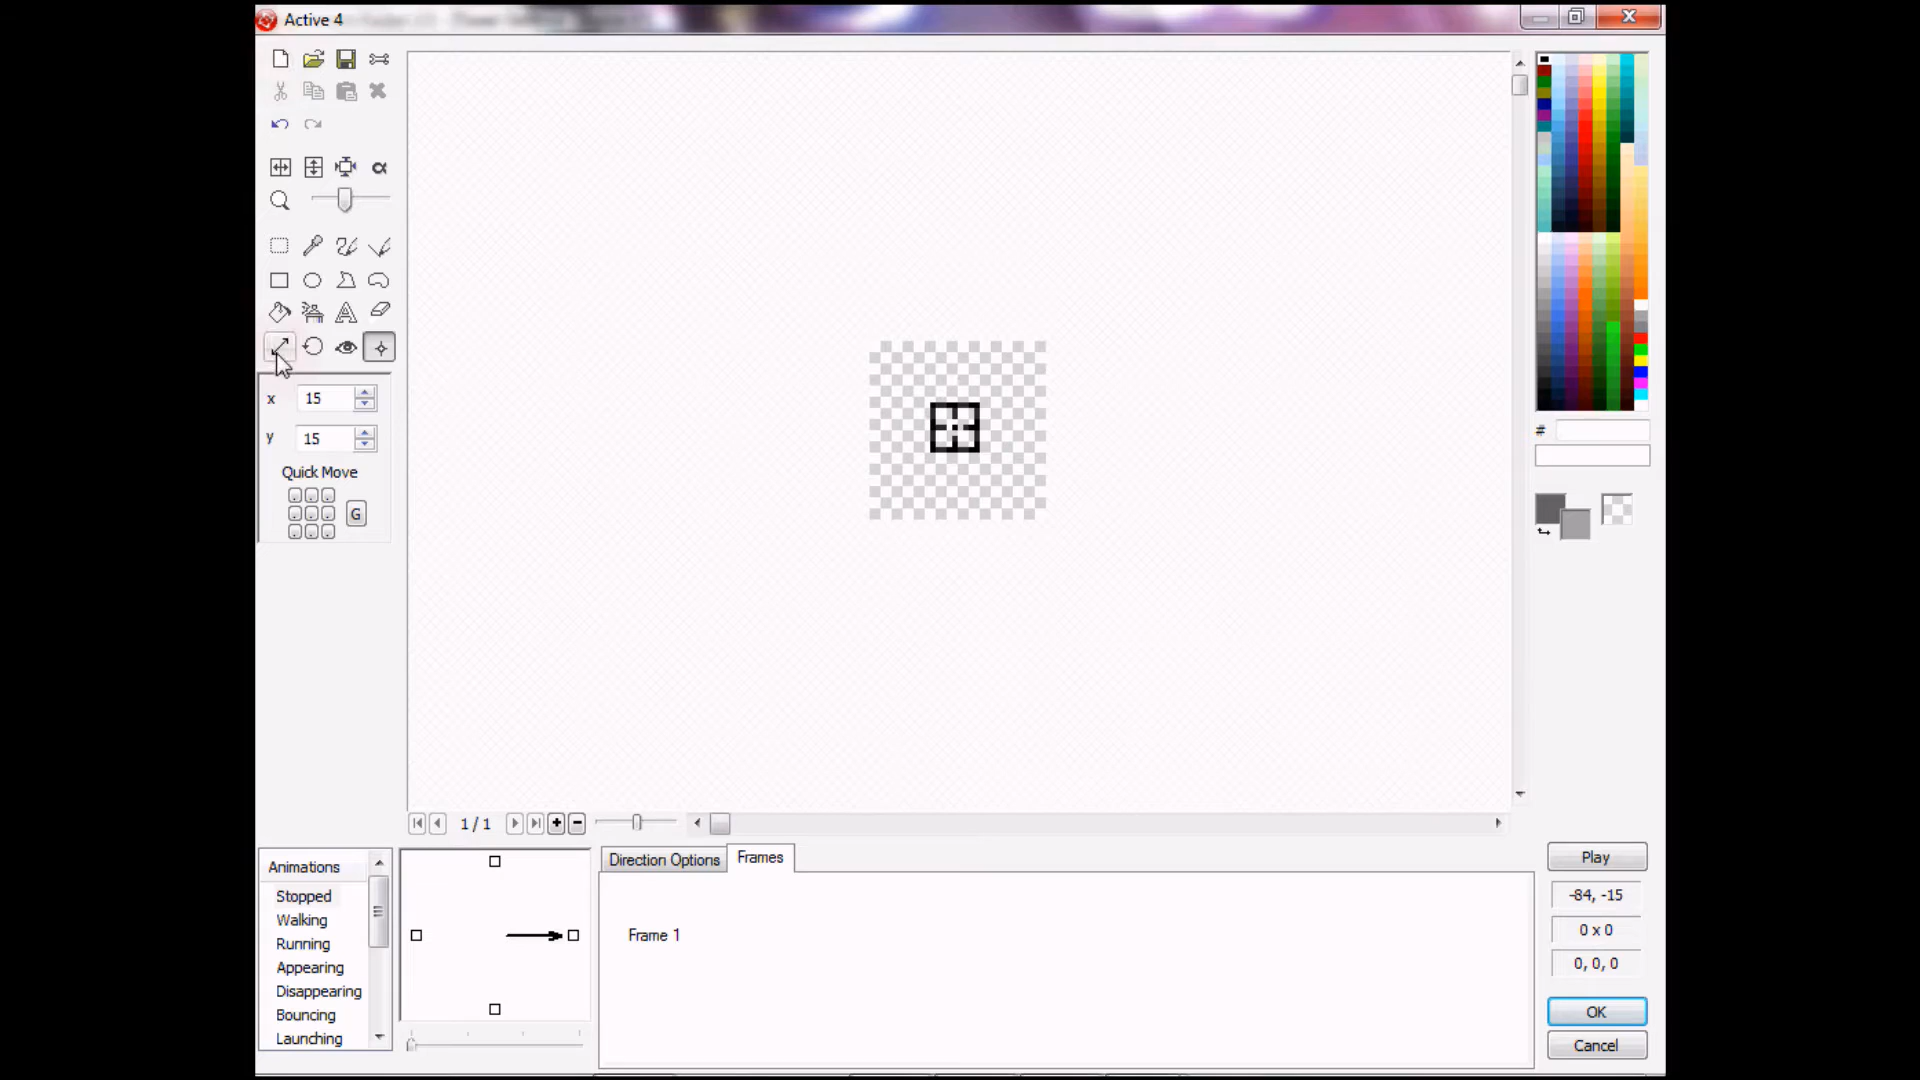 Active 4
x 15
y 15
Quick Move
G
#
1 / 1
Animations
Stopped
Walking
Running
Appearing
Disappearing
Bouncing
Launching
Direction Options
Frames
Frame 1
Play
-84, -15
0 x 0
0, 0, 0
OK
Cancel